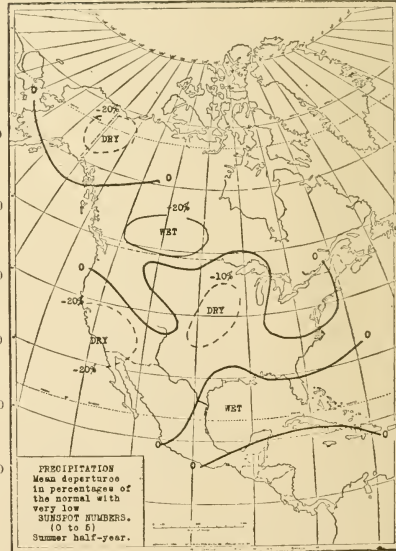 0
-20%
DRY
0
-20%
WET
0
0
-10%
-20%
DRY
0
DRY
-20%
WET
0
0
0
PRECIPITATION
Mean departures
in percentages of
the normal with
very low
SUNSPOT NUMBERS.
(0 to 5)
Summer half-year.